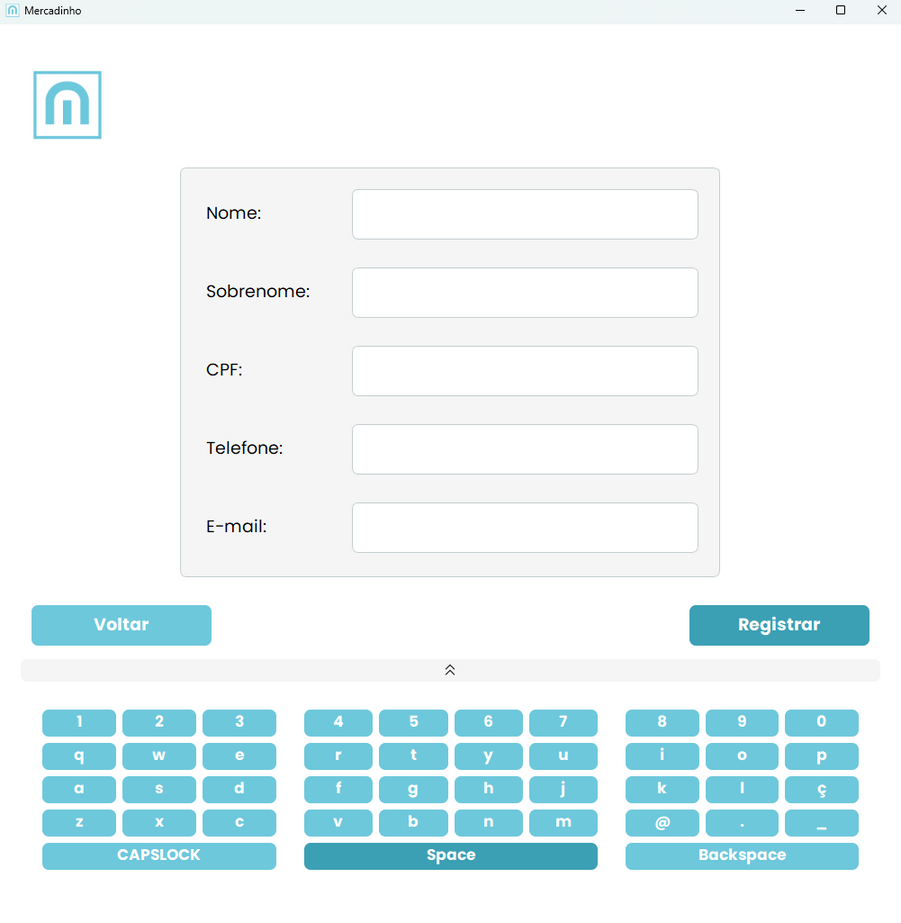 Mercadinho
Nome:
Sobrenome:
CPF:
Telefone:
E-mail:
Voltar
Registrar
1 2 3 4 5 6 7 8 9 0
q w e r t y u i o p
a s d f g h j k l ç
z x c v b n m @ . _
CAPSLOCK Space Backspace